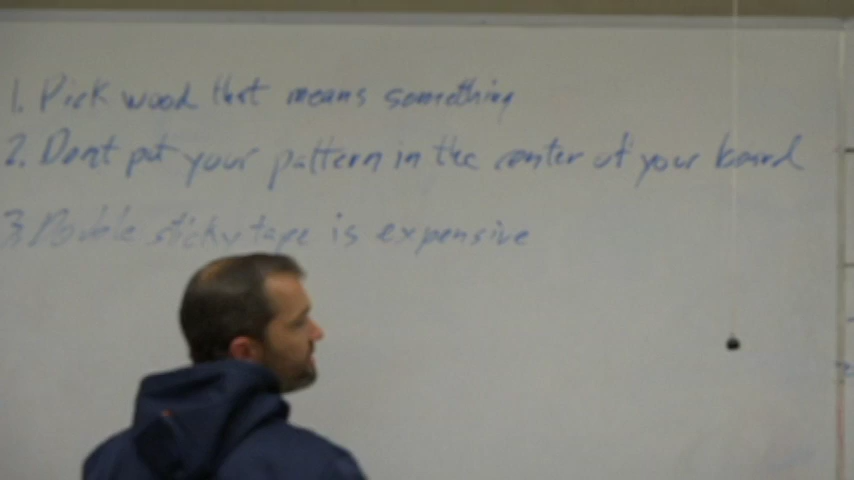 1. Pick wood that means something
2. Dont put your pattern in the center of your board
3. Double sticky tape is expensive